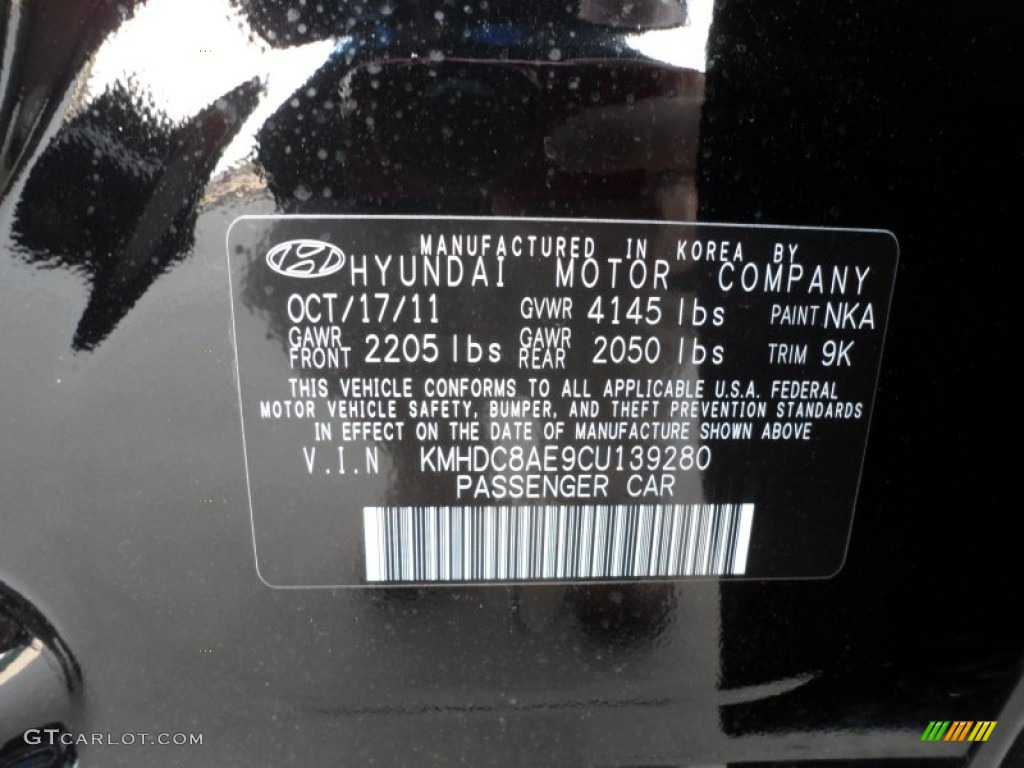 MANUFACTURED IN KOREA BY
HYUNDAI MOTOR COMPANY
OCT/17/11 GVWR 4145 lbs PAINT NKA
GAWR FRONT 2205 lbs GAWR REAR 2050 lbs TRIM 9K
THIS VEHICLE CONFORMS TO ALL APPLICABLE U.S.A. FEDERAL
MOTOR VEHICLE SAFETY, BUMPER, AND THEFT PREVENTION STANDARDS
IN EFFECT ON THE DATE OF MANUFACTURE SHOWN ABOVE
V.I.N KMHDC8AE9CU139280
PASSENGER CAR
GTCARLOT.COM